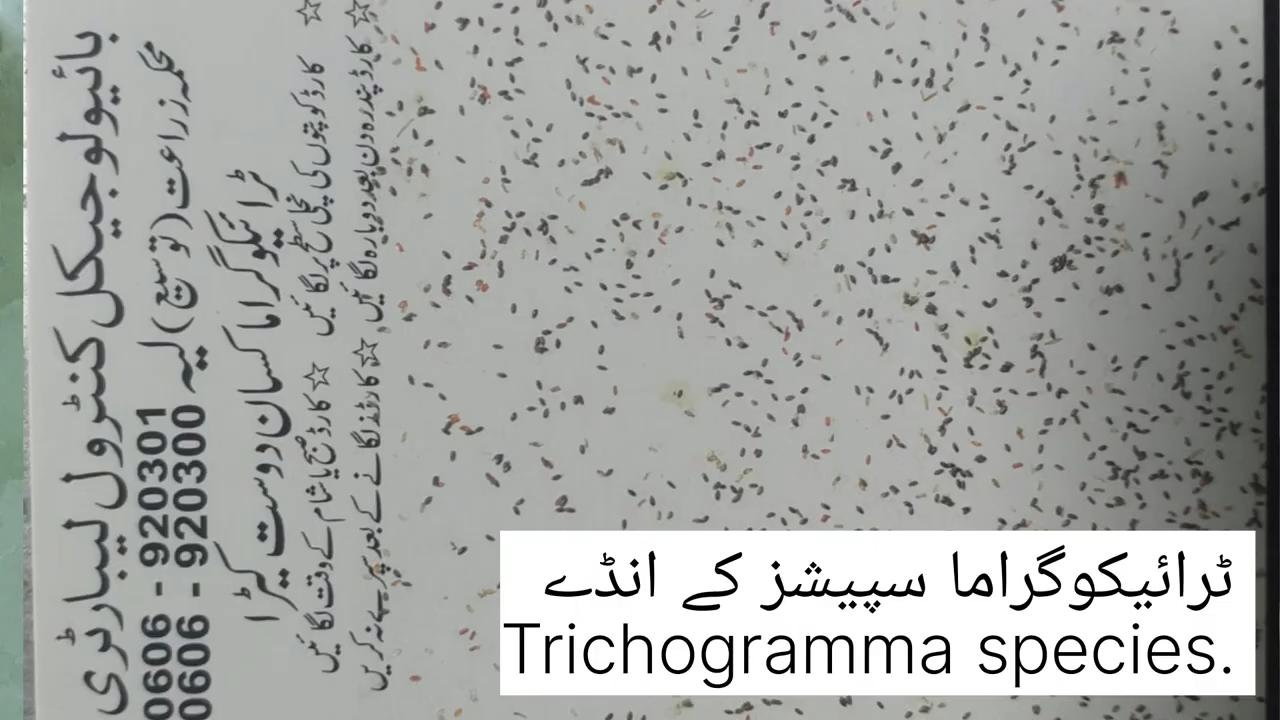 بائیولوجیکل کنٹرول لیبارٹری
محکمہ زراعت (توسیع) لیہ
0606 - 920301
0606 - 920300
ٹرائیکوگراما کسان دوست کیڑا
☆ کارڈ کو پتوں کی نچلی سطح پر لگائیں ☆ کارڈ صبح یا شام کے وقت لگائیں
☆ کارڈ پندرہ دن بعد دوبارہ لگائیں ☆ کارڈ لگانے کے بعد سپرے نہ کریں
ٹرائیکوگراما سپیشز کے انڈے
Trichogramma species.